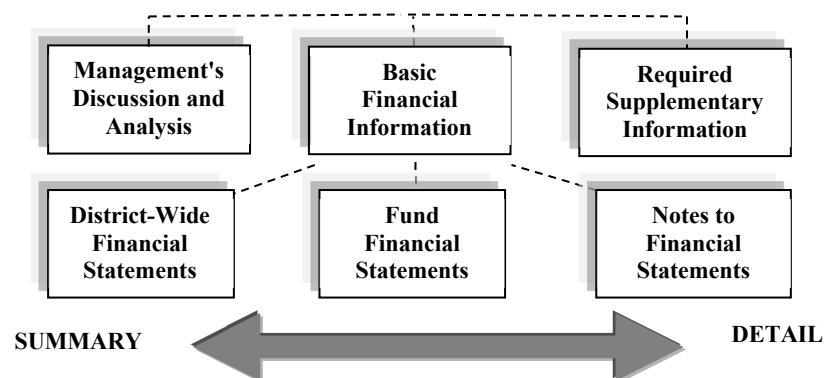 Management's
Discussion and
Analysis
Basic
Financial
Information
Required
Supplementary
Information
District-Wide
Financial
Statements
Fund
Financial
Statements
Notes to
Financial
Statements
SUMMARY
DETAIL